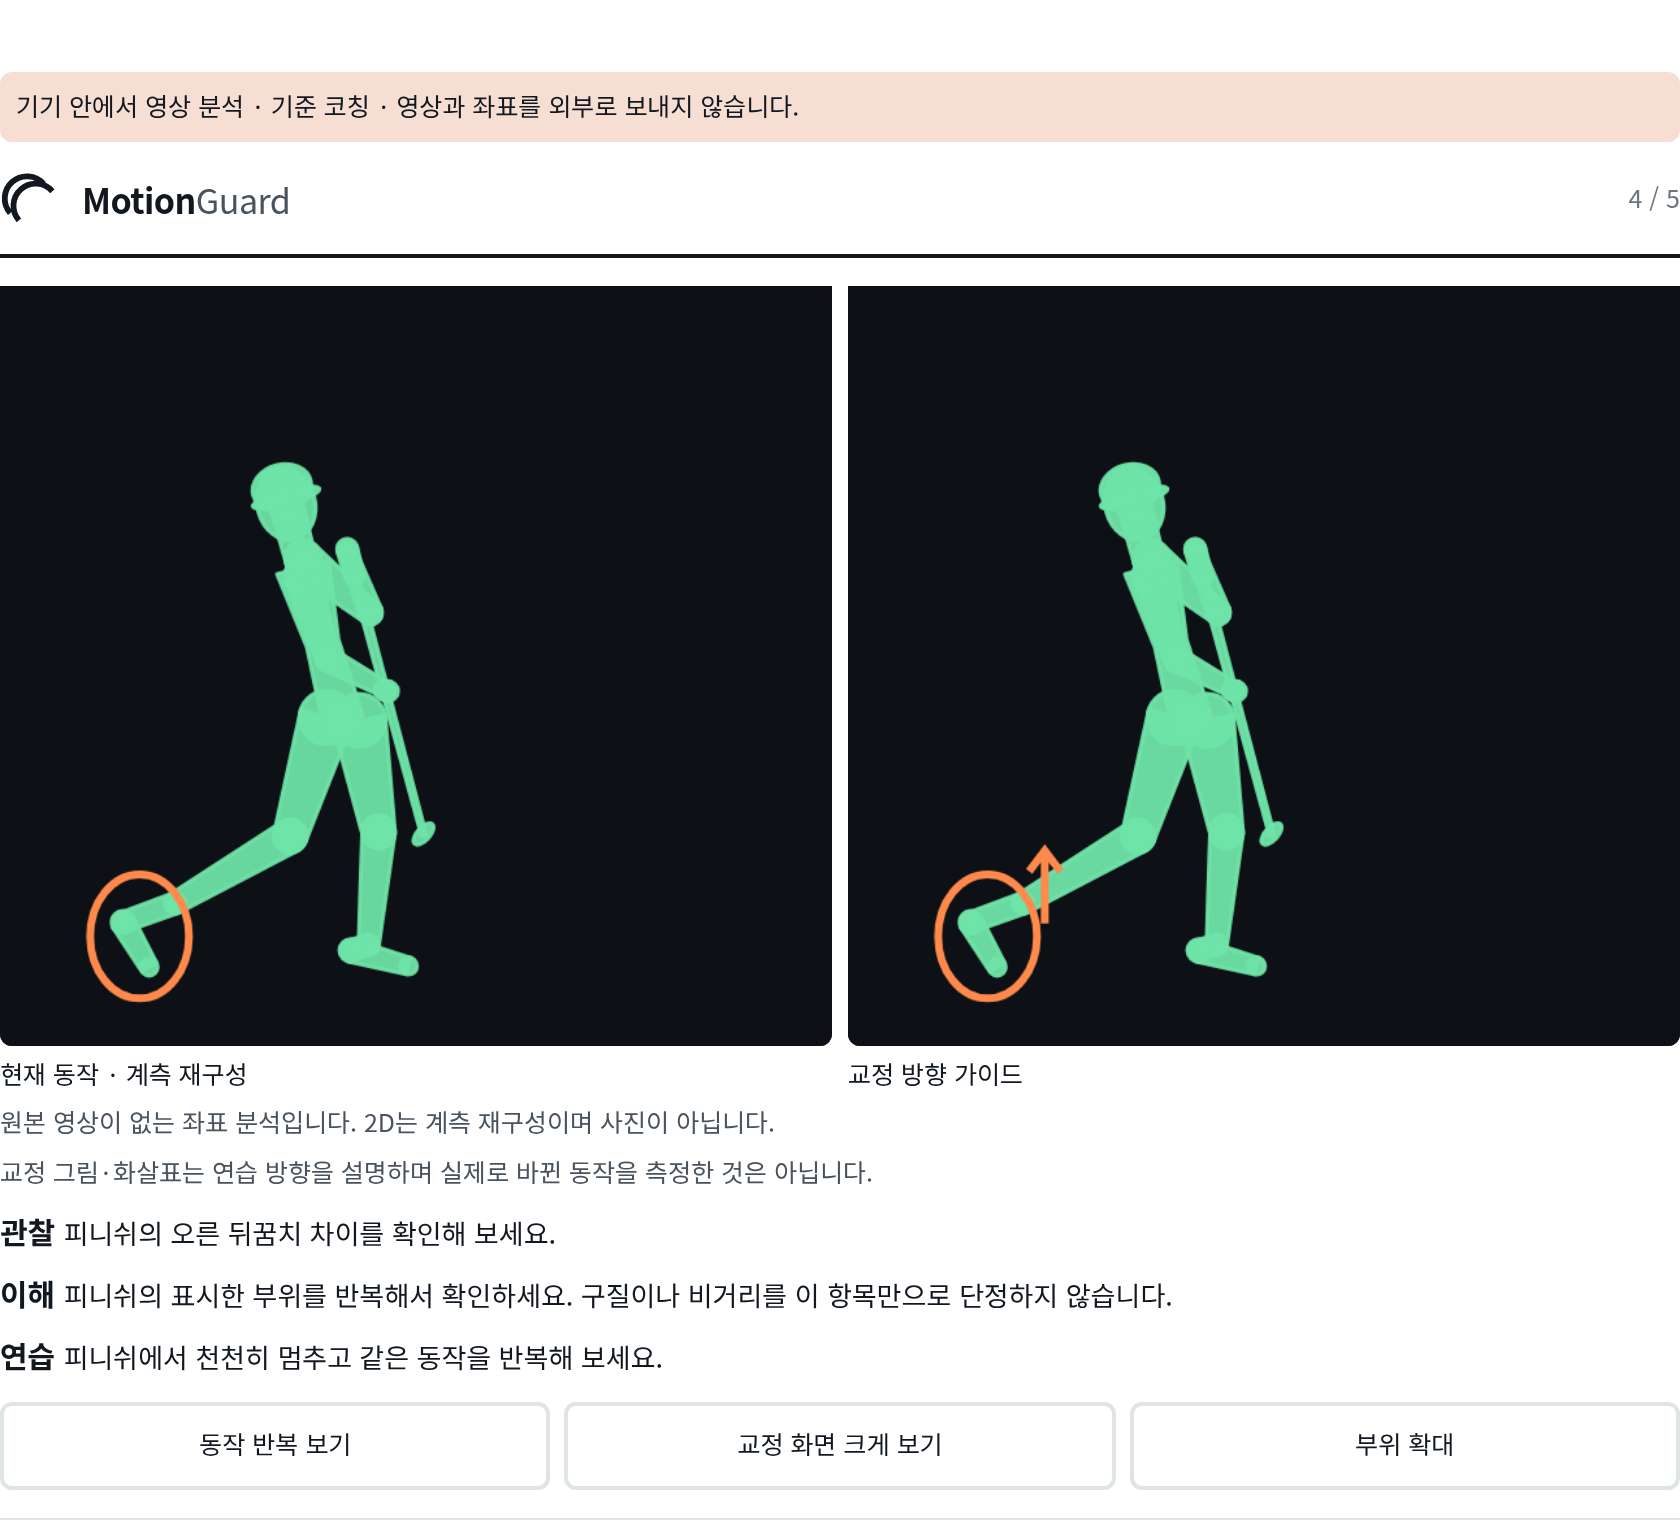 기기 안에서 영상 분석 · 기준 코칭 · 영상과 좌표를 외부로 보내지 않습니다.
MotionGuard
4 / 5
현재 동작 · 계측 재구성
교정 방향 가이드
원본 영상이 없는 좌표 분석입니다. 2D는 계측 재구성이며 사진이 아닙니다.
교정 그림·화살표는 연습 방향을 설명하며 실제로 바뀐 동작을 측정한 것은 아닙니다.
관찰 피니쉬의 오른 뒤꿈치 차이를 확인해 보세요.
이해 피니쉬의 표시한 부위를 반복해서 확인하세요. 구질이나 비거리를 이 항목만으로 단정하지 않습니다.
연습 피니쉬에서 천천히 멈추고 같은 동작을 반복해 보세요.
동작 반복 보기
교정 화면 크게 보기
부위 확대